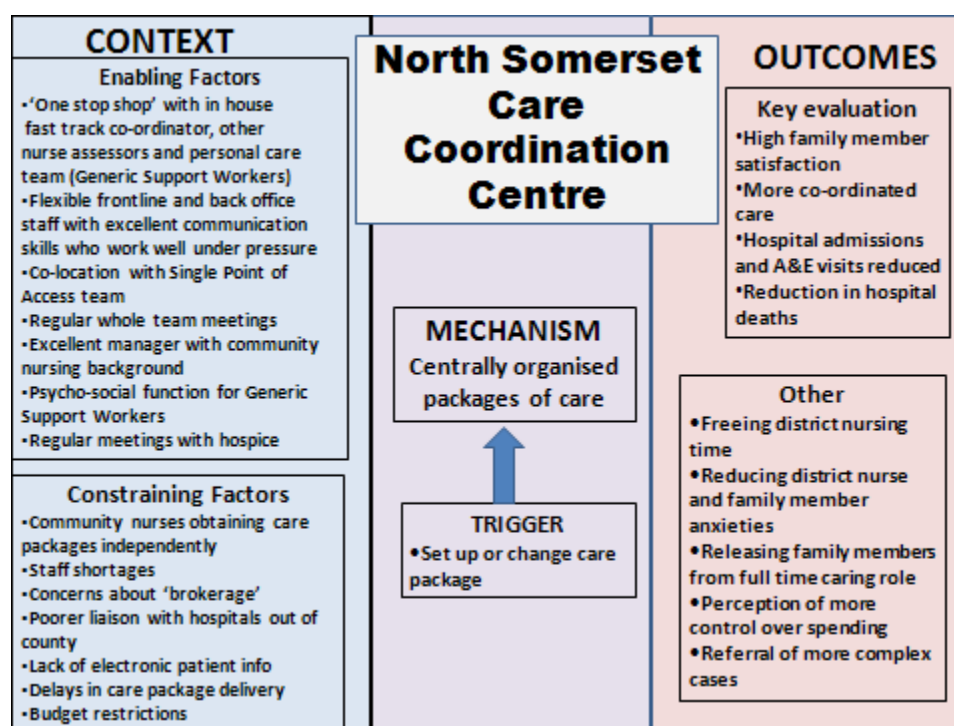 CONTEXT
Enabling Factors
•‘One stop shop’ with in house
fast track co-ordinator, other
nurse assessors and personal care
team (Generic Support Workers)
•Flexible frontline and back office
staff with excellent communication
skills who work well under pressure
•Co-location with Single Point of
Access team
•Regular whole team meetings
•Excellent manager with community
nursing background
•Psycho-social function for Generic
Support Workers
•Regular meetings with hospice
Constraining Factors
•Community nurses obtaining care
packages independently
•Staff shortages
•Concerns about ‘brokerage’
•Poorer liaison with hospitals out of
county
•Lack of electronic patient info
•Delays in care package delivery
•Budget restrictions
North Somerset
Care
Coordination
Centre
MECHANISM
Centrally organised
packages of care
TRIGGER
•Set up or change care
package
OUTCOMES
Key evaluation
•High family member
satisfaction
•More co-ordinated
care
•Hospital admissions
and A&E visits reduced
•Reduction in hospital
deaths
Other
•Freeing district nursing
time
•Reducing district nurse
and family member
anxieties
•Releasing family members
from full time caring role
•Perception of more
control over spending
•Referral of more complex
cases